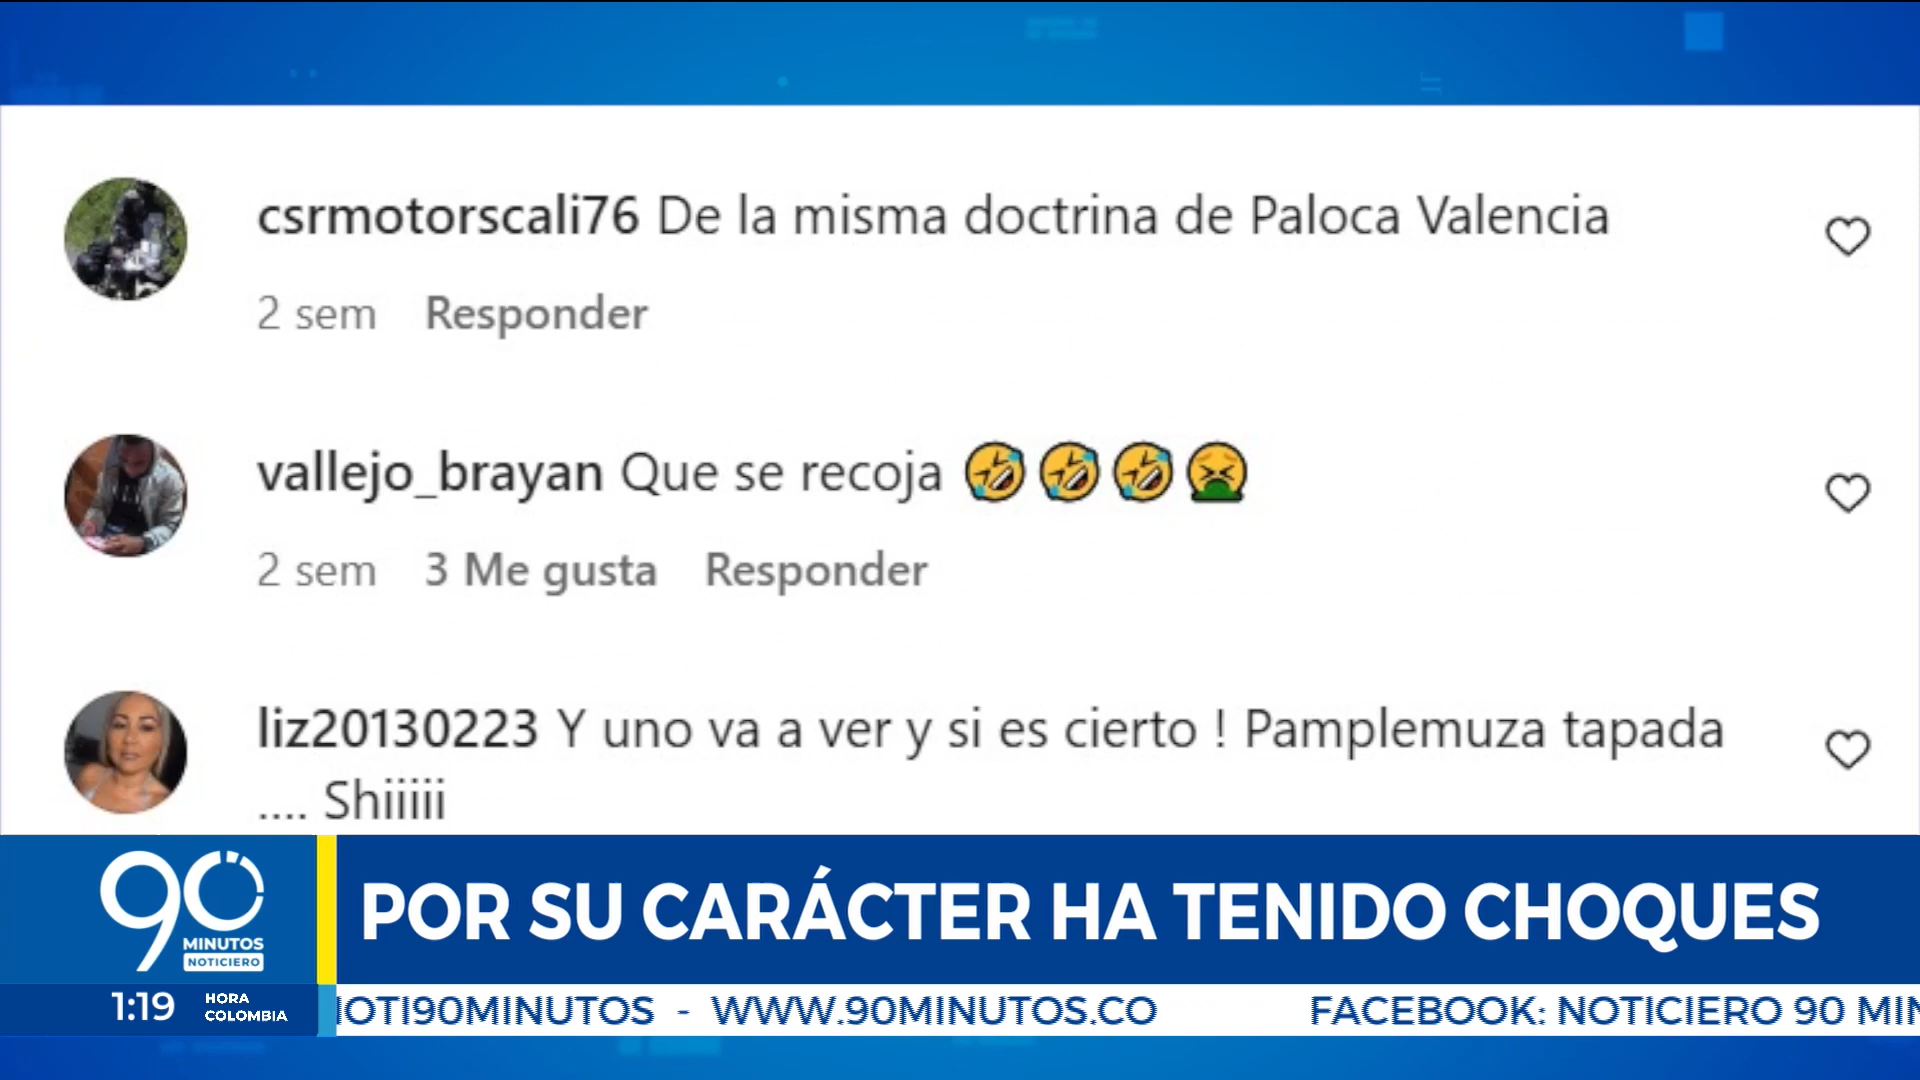 csrmotorscali76 De la misma doctrina de Paloca Valencia
2 sem Responder
vallejo_brayan Que se recoja 🤣🤣🤣🤮
2 sem 3 Me gusta Responder
liz20130223 Y uno va a ver y si es cierto ! Pamplemuza tapada
.... Shiiiii
90
MINUTOS
NOTICIERO
POR SU CARÁCTER HA TENIDO CHOQUES
1:19 HORA
COLOMBIA
OTI90MINUTOS - WWW.90MINUTOS.CO FACEBOOK: NOTICIERO 90 MIN